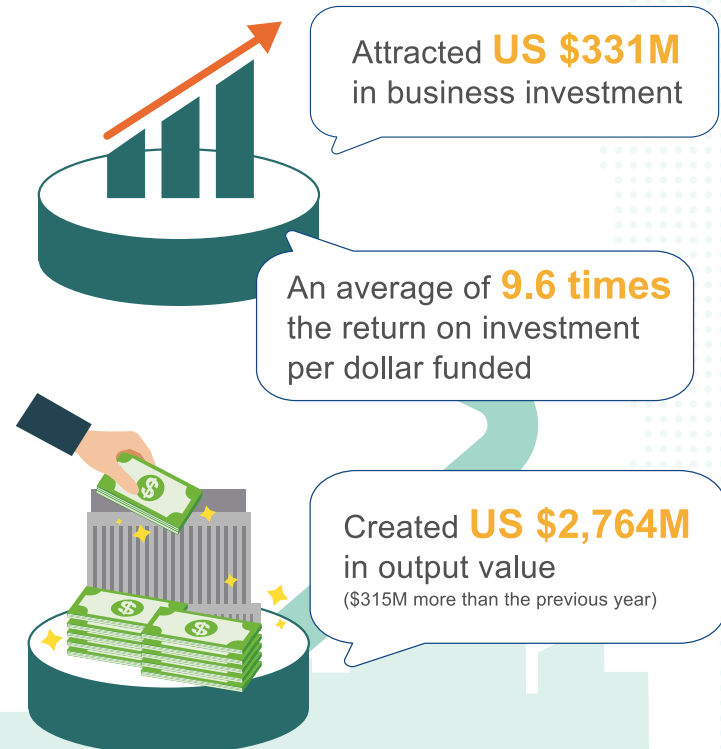 Attracted US $331M
in business investment
An average of 9.6 times
the return on investment
per dollar funded
Created US $2,764M
in output value
($315M more than the previous year)
$
$
$